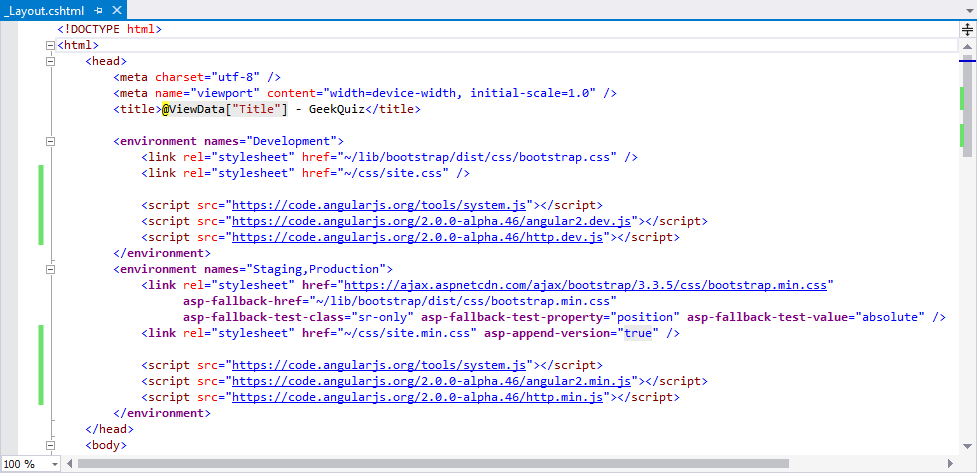 _Layout.cshtml
<!DOCTYPE html>
<html>
    <head>
        <meta charset="utf-8" />
        <meta name="viewport" content="width=device-width, initial-scale=1.0" />
        <title>@ViewData["Title"] - GeekQuiz</title>

        <environment names="Development">
            <link rel="stylesheet" href="~/lib/bootstrap/dist/css/bootstrap.css" />
            <link rel="stylesheet" href="~/css/site.css" />

            <script src="https://code.angularjs.org/tools/system.js"></script>
            <script src="https://code.angularjs.org/2.0.0-alpha.46/angular2.dev.js"></script>
            <script src="https://code.angularjs.org/2.0.0-alpha.46/http.dev.js"></script>
        </environment>
        <environment names="Staging,Production">
            <link rel="stylesheet" href="https://ajax.aspnetcdn.com/ajax/bootstrap/3.3.5/css/bootstrap.min.css"
                  asp-fallback-href="~/lib/bootstrap/dist/css/bootstrap.min.css"
                  asp-fallback-test-class="sr-only" asp-fallback-test-property="position" asp-fallback-test-value="absolute" />
            <link rel="stylesheet" href="~/css/site.min.css" asp-append-version="true" />

            <script src="https://code.angularjs.org/tools/system.js"></script>
            <script src="https://code.angularjs.org/2.0.0-alpha.46/angular2.min.js"></script>
            <script src="https://code.angularjs.org/2.0.0-alpha.46/http.min.js"></script>
        </environment>
    </head>
    <body>
100 %